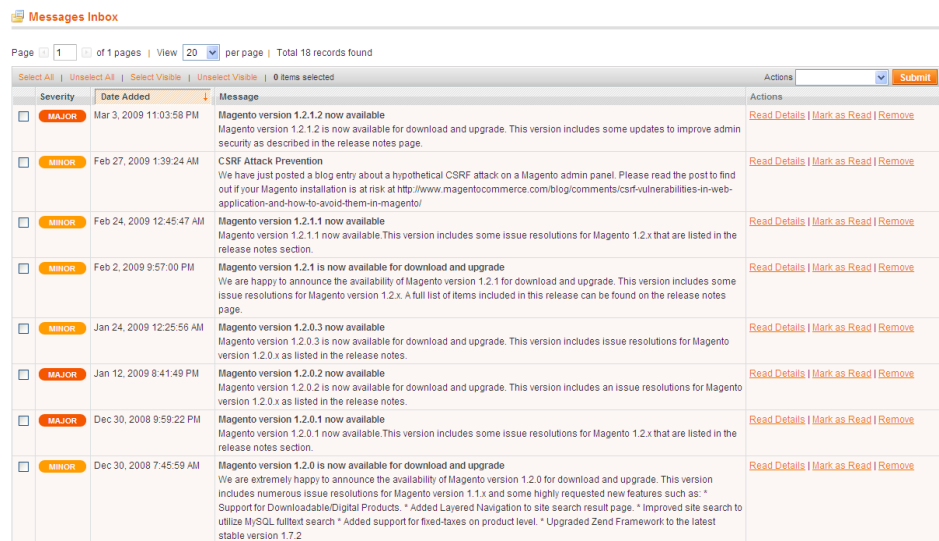 Messages Inbox
Page 1 of 1 pages | View 20 per page | Total 18 records found
Select All | Unselect All | Select Visible | Unselect Visible | 0 items selected Actions Submit
Severity Date Added Message Actions
MAJOR Mar 3, 2009 11:03:58 PM Magento version 1.2.1.2 now available Read Details | Mark as Read | Remove
Magento version 1.2.1.2 is now available for download and upgrade. This version includes some updates to improve admin
security as described in the release notes page.
MINOR Feb 27, 2009 1:39:24 AM CSRF Attack Prevention Read Details | Mark as Read | Remove
We have just posted a blog entry about a hypothetical CSRF attack on a Magento admin panel. Please read the post to find
out if your Magento installation is at risk at http://www.magentocommerce.com/blog/comments/csrf-vulnerabilities-in-web-
application-and-how-to-avoid-them-in-magento/
MINOR Feb 24, 2009 12:45:47 AM Magento version 1.2.1.1 now available Read Details | Mark as Read | Remove
Magento version 1.2.1.1 now available.This version includes some issue resolutions for Magento 1.2.x that are listed in the
release notes section.
MINOR Feb 2, 2009 9:57:00 PM Magento version 1.2.1 is now available for download and upgrade Read Details | Mark as Read | Remove
We are happy to announce the availability of Magento version 1.2.1 for download and upgrade. This version includes some
issue resolutions for Magento version 1.2.x. A full list of items included in this release can be found on the release notes
page.
MINOR Jan 24, 2009 12:25:56 AM Magento version 1.2.0.3 now available Read Details | Mark as Read | Remove
Magento version 1.2.0.3 is now available for download and upgrade. This version includes issue resolutions for Magento
version 1.2.0.x as listed in the release notes.
MAJOR Jan 12, 2009 8:41:49 PM Magento version 1.2.0.2 now available Read Details | Mark as Read | Remove
Magento version 1.2.0.2 is now available for download and upgrade. This version includes an issue resolutions for Magento
version 1.2.0.x as listed in the release notes.
MAJOR Dec 30, 2008 9:59:22 PM Magento version 1.2.0.1 now available Read Details | Mark as Read | Remove
Magento version 1.2.0.1 now available.This version includes some issue resolutions for Magento 1.2.x that are listed in the
release notes section.
MINOR Dec 30, 2008 7:45:59 AM Magento version 1.2.0 is now available for download and upgrade Read Details | Mark as Read | Remove
We are extremely happy to announce the availability of Magento version 1.2.0 for download and upgrade. This version
includes numerous issue resolutions for Magento version 1.1.x and some highly requested new features such as: *
Support for Downloadable/Digital Products. * Added Layered Navigation to site search result page. * Improved site search to
utilize MySQL fulltext search * Added support for fixed-taxes on product level. * Upgraded Zend Framework to the latest
stable version 1.7.2